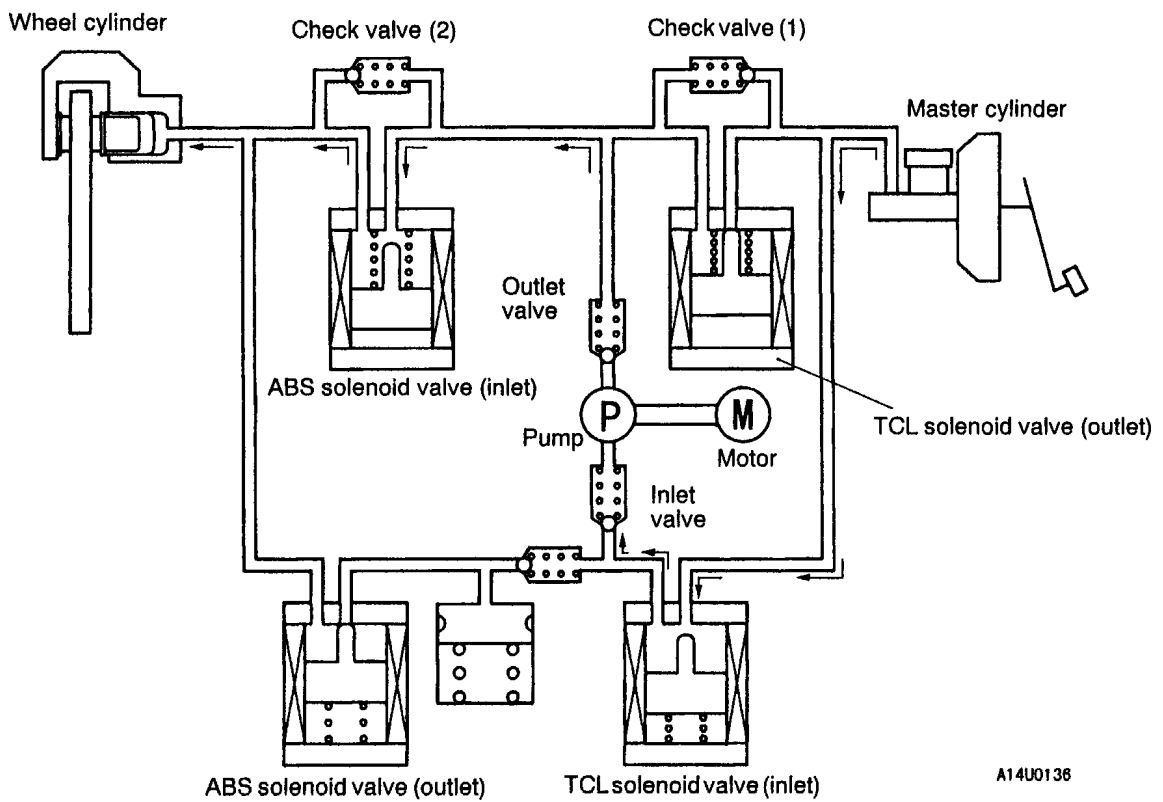 Wheel cylinder
Check valve (2)
Check valve (1)
Master cylinder
Outlet
valve
ABS solenoid valve (inlet)
P
M
Pump
Motor
TCL solenoid valve (outlet)
Inlet
valve
ABS solenoid valve (outlet)
TCL solenoid valve (inlet)
A14U0136